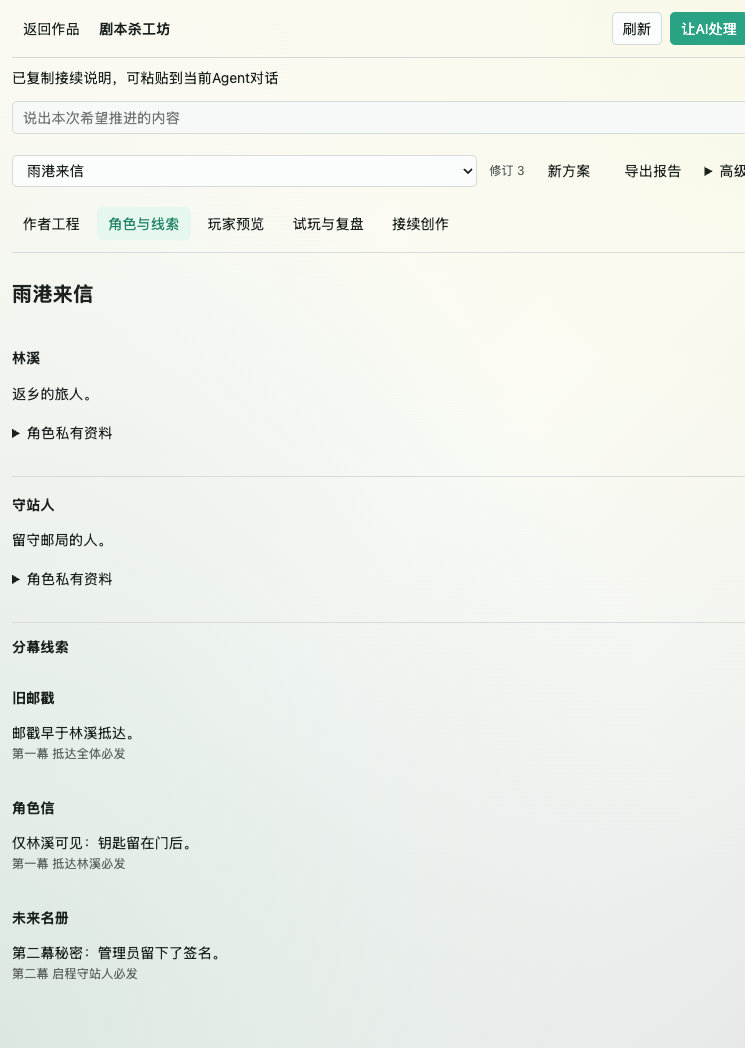 返回作品 剧本杀工坊 刷新 让AI处理
已复制接续说明，可粘贴到当前Agent对话
说出本次希望推进的内容
雨港来信 修订 3 新方案 导出报告 ▶ 高级
作者工程 角色与线索 玩家预览 试玩与复盘 接续创作
雨港来信
林溪
返乡的旅人。
▶ 角色私有资料
守站人
留守邮局的人。
▶ 角色私有资料
分幕线索
旧邮戳
邮戳早于林溪抵达。
第一幕 抵达全体必发
角色信
仅林溪可见：钥匙留在门后。
第一幕 抵达林溪必发
未来名册
第二幕秘密：管理员留下了签名。
第二幕 启程守站人必发